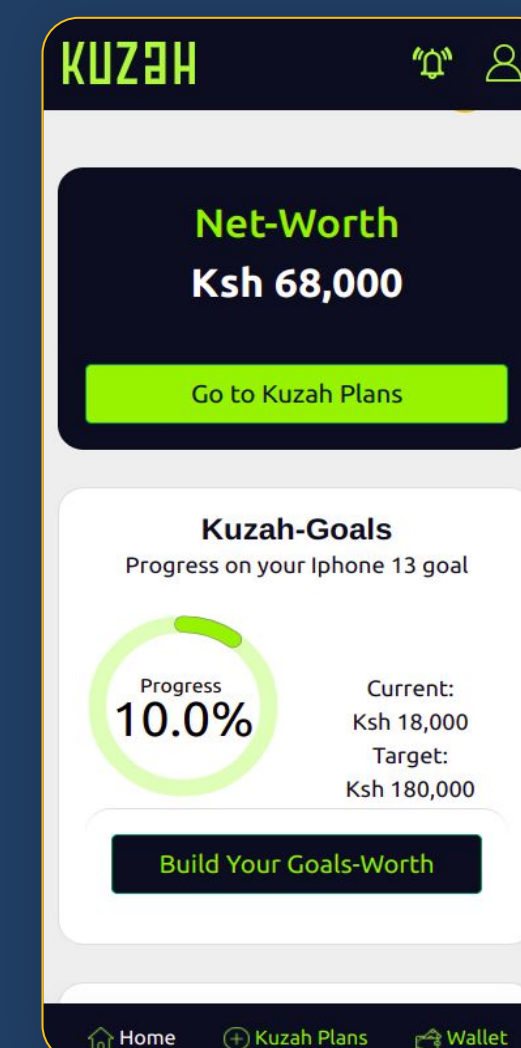 KUZAH
Net-Worth
Ksh 68,000
Go to Kuzah Plans
Kuzah-Goals
Progress on your Iphone 13 goal
Progress
10.0%
Current:
Ksh 18,000
Target:
Ksh 180,000
Build Your Goals-Worth
Home Kuzah Plans Wallet